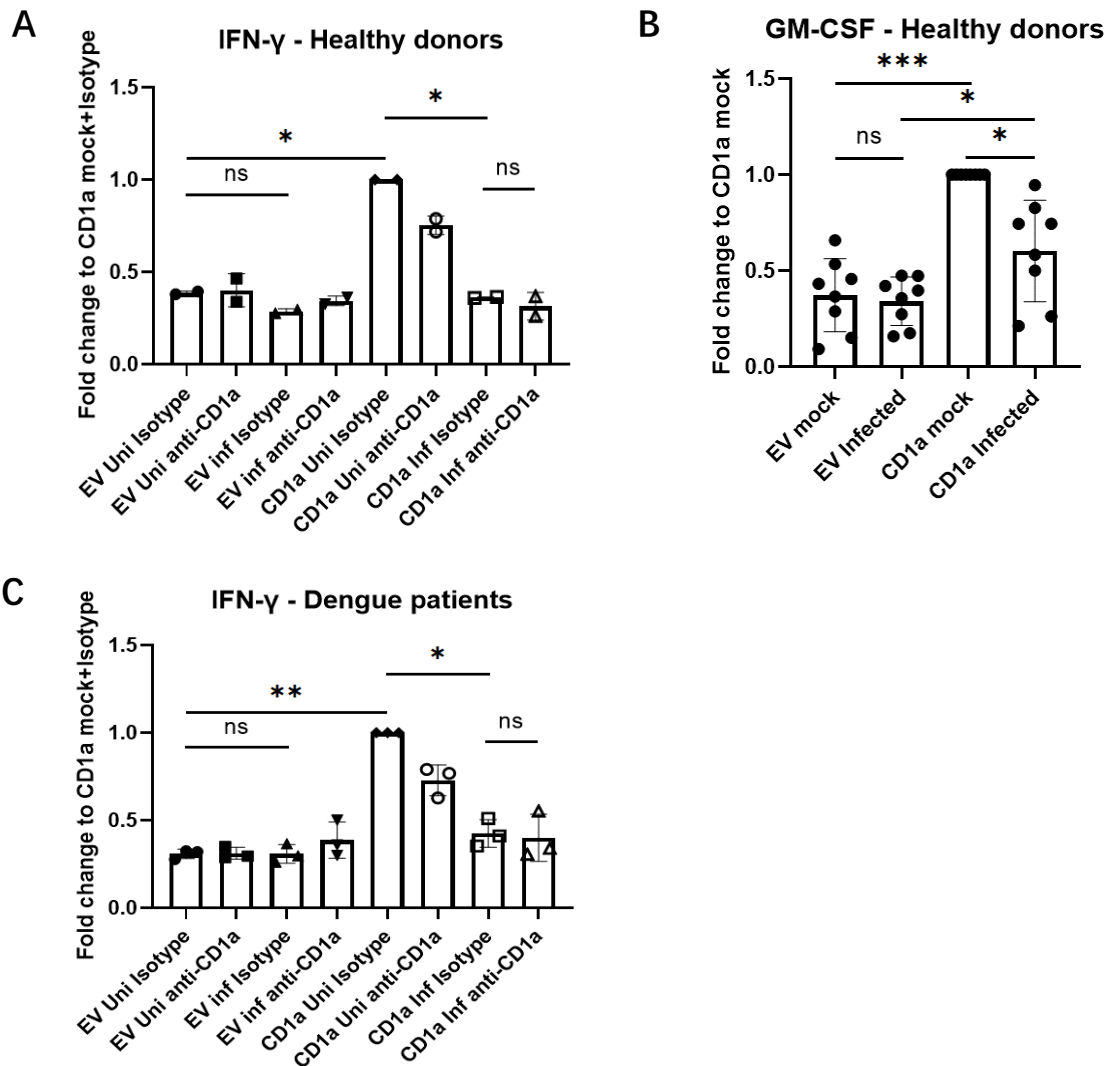 A
IFN-γ - Healthy donors
Fold change to CD1a mock+Isotype
1.5
1.0
0.5
0.0
*
*
ns
ns
EV Uni Isotype
EV Uni anti-CD1a
EV inf Isotype
EV inf anti-CD1a
CD1a Uni Isotype
CD1a Uni anti-CD1a
CD1a Inf Isotype
CD1a Inf anti-CD1a
B
GM-CSF - Healthy donors
Fold change to CD1a mock
1.5
1.0
0.5
0.0
***
*
*
ns
EV mock
EV Infected
CD1a mock
CD1a Infected
C
IFN-γ - Dengue patients
Fold change to CD1a mock+Isotype
1.5
1.0
0.5
0.0
*
**
ns
ns
EV Uni Isotype
EV Uni anti-CD1a
EV inf Isotype
EV inf anti-CD1a
CD1a Uni Isotype
CD1a Uni anti-CD1a
CD1a Inf Isotype
CD1a Inf anti-CD1a